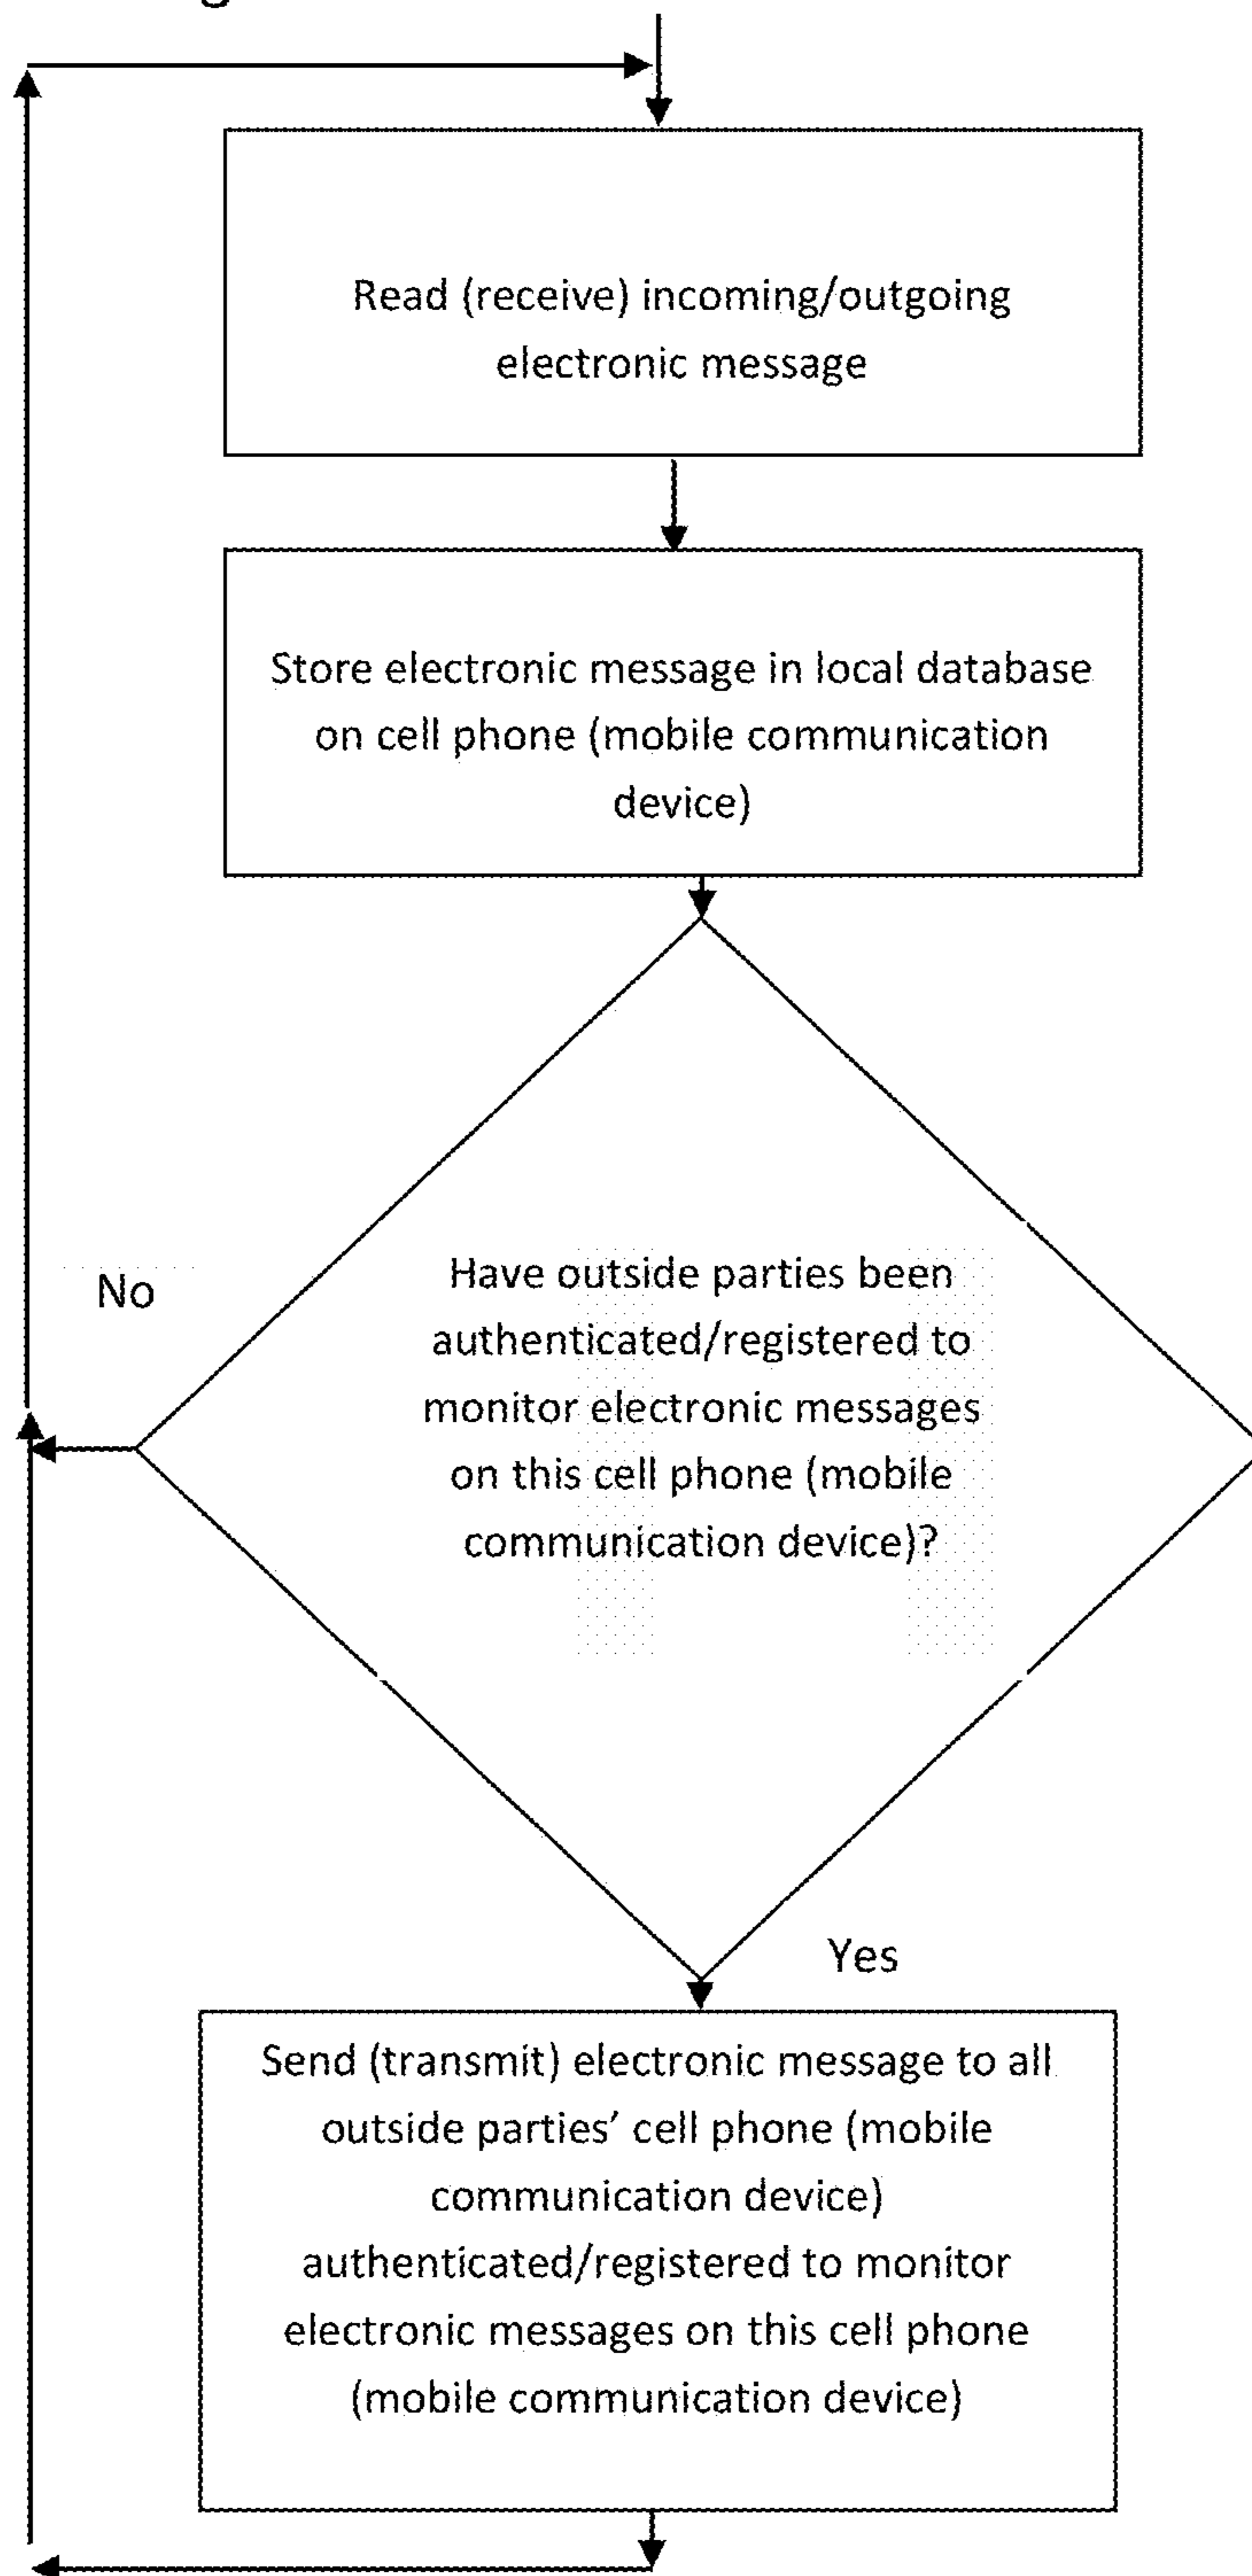 Read (receive) incoming/outgoing
electronic message
Store electronic message in local database
on cell phone (mobile communication
device)
Have outside parties been
authenticated/registered to
monitor electronic messages
on this cell phone (mobile
communication device)?
No
Yes
Send (transmit) electronic message to all
outside parties’ cell phone (mobile
communication device)
authenticated/registered to monitor
electronic messages on this cell phone
(mobile communication device)